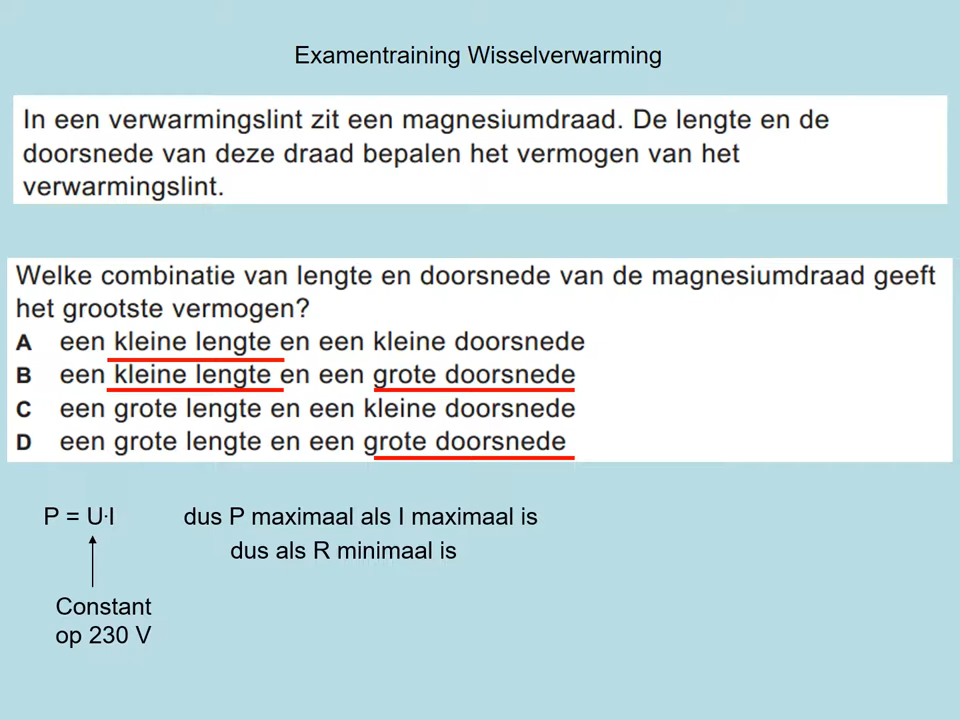 Examentraining Wisselverwarming
In een verwarmingslint zit een magnesiumdraad. De lengte en de
doorsnede van deze draad bepalen het vermogen van het
verwarmingslint.
Welke combinatie van lengte en doorsnede van de magnesiumdraad geeft
het grootste vermogen?
A een kleine lengte en een kleine doorsnede
B een kleine lengte en een grote doorsnede
C een grote lengte en een kleine doorsnede
D een grote lengte en een grote doorsnede
P = U·I dus P maximaal als I maximaal is
dus als R minimaal is
Constant
op 230 V